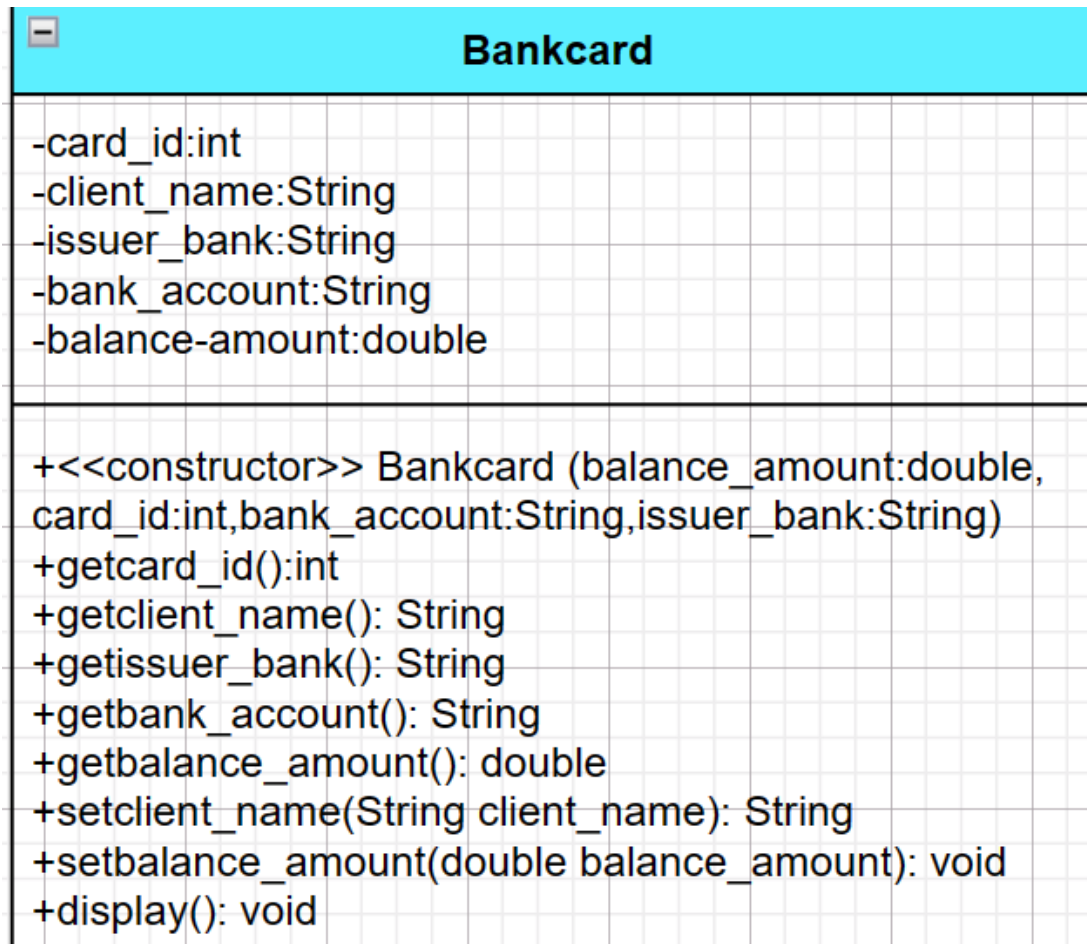 Bankcard
-card_id:int
-client_name:String
-issuer_bank:String
-bank_account:String
-balance-amount:double
+<<constructor>> Bankcard (balance_amount:double,
card_id:int,bank_account:String,issuer_bank:String)
+getcard_id():int
+getclient_name(): String
+getissuer_bank(): String
+getbank_account(): String
+getbalance_amount(): double
+setclient_name(String client_name): String
+setbalance_amount(double balance_amount): void
+display(): void